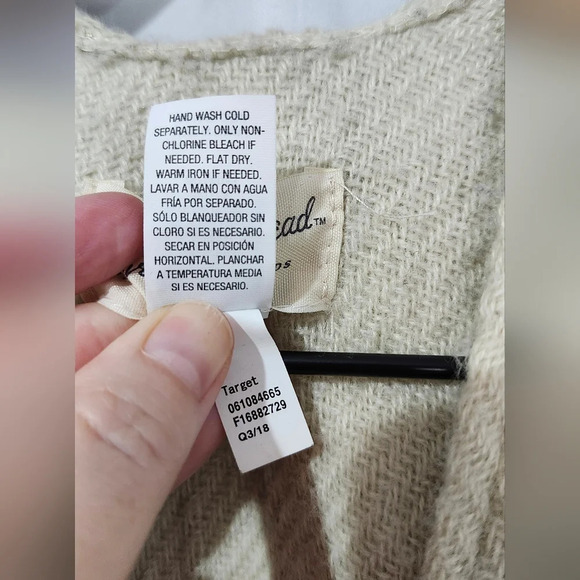 HAND WASH COLD
SEPARATELY. ONLY NON-
CHLORINE BLEACH IF
NEEDED. FLAT DRY.
WARM IRON IF NEEDED.
LAVAR A MANO CON AGUA
FRÍA POR SEPARADO.
SÓLO BLANQUEADOR SIN
CLORO SI ES NECESARIO.
SECAR EN POSICIÓN
HORIZONTAL. PLANCHAR
A TEMPERATURA MEDIA
SI ES NECESARIO.
Target
061084665
F16882729
Q3/18